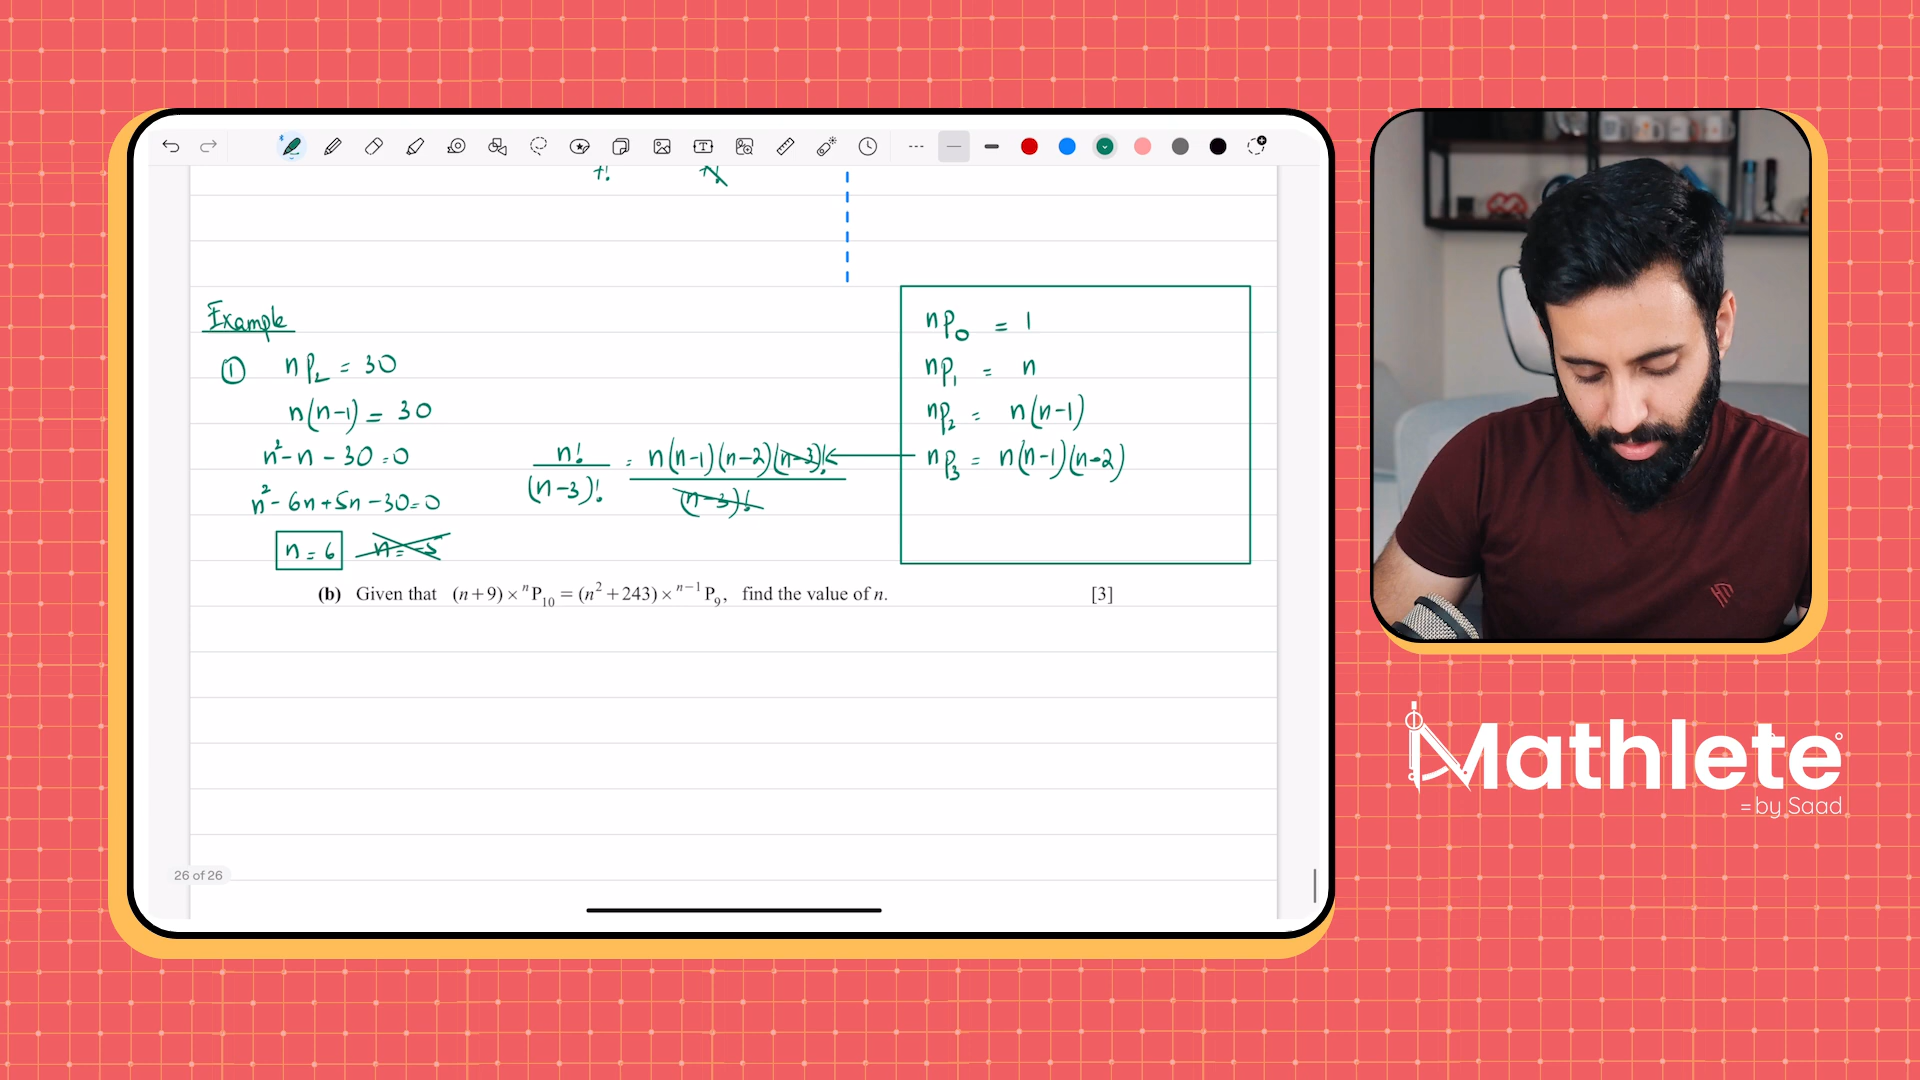 Example
① nP₂ = 30
n(n-1) = 30
n²-n-30=0
n²-6n+5n-30=0
n=6 n=-5
n!/(n-3)! = n(n-1)(n-2)(n-3)!/(n-3)!
nP₀ = 1
nP₁ = n
nP₂ = n(n-1)
nP₃ = n(n-1)(n-2)
(b) Given that (n+9) × ⁿP₁₀ = (n²+243) × ⁿ⁻¹P₉, find the value of n. [3]
26 of 26
Mathlete
= by Saad